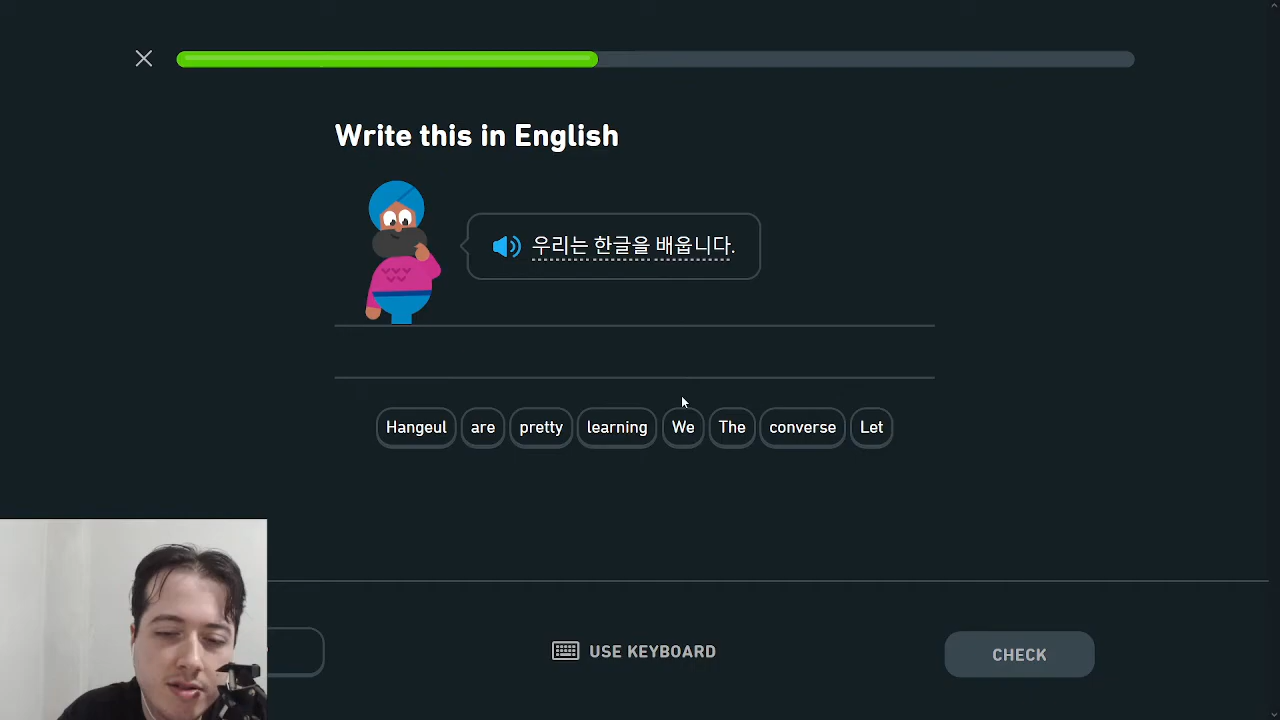 Write this in English
우리는 한글을 배웁니다.
Hangeul are pretty learning We The converse Let
USE KEYBOARD
CHECK